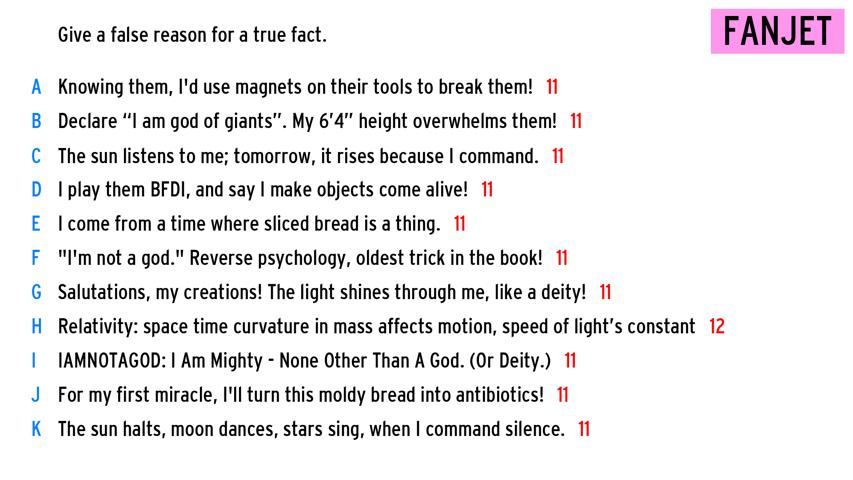 Give a false reason for a true fact.
FANJET
A Knowing them, I'd use magnets on their tools to break them! 11
B Declare “I am god of giants”. My 6’4” height overwhelms them! 11
C The sun listens to me; tomorrow, it rises because I command. 11
D I play them BFDI, and say I make objects come alive! 11
E I come from a time where sliced bread is a thing. 11
F "I'm not a god." Reverse psychology, oldest trick in the book! 11
G Salutations, my creations! The light shines through me, like a deity! 11
H Relativity: space time curvature in mass affects motion, speed of light’s constant 12
I IAMNOTAGOD: I Am Mighty - None Other Than A God. (Or Deity.) 11
J For my first miracle, I'll turn this moldy bread into antibiotics! 11
K The sun halts, moon dances, stars sing, when I command silence. 11